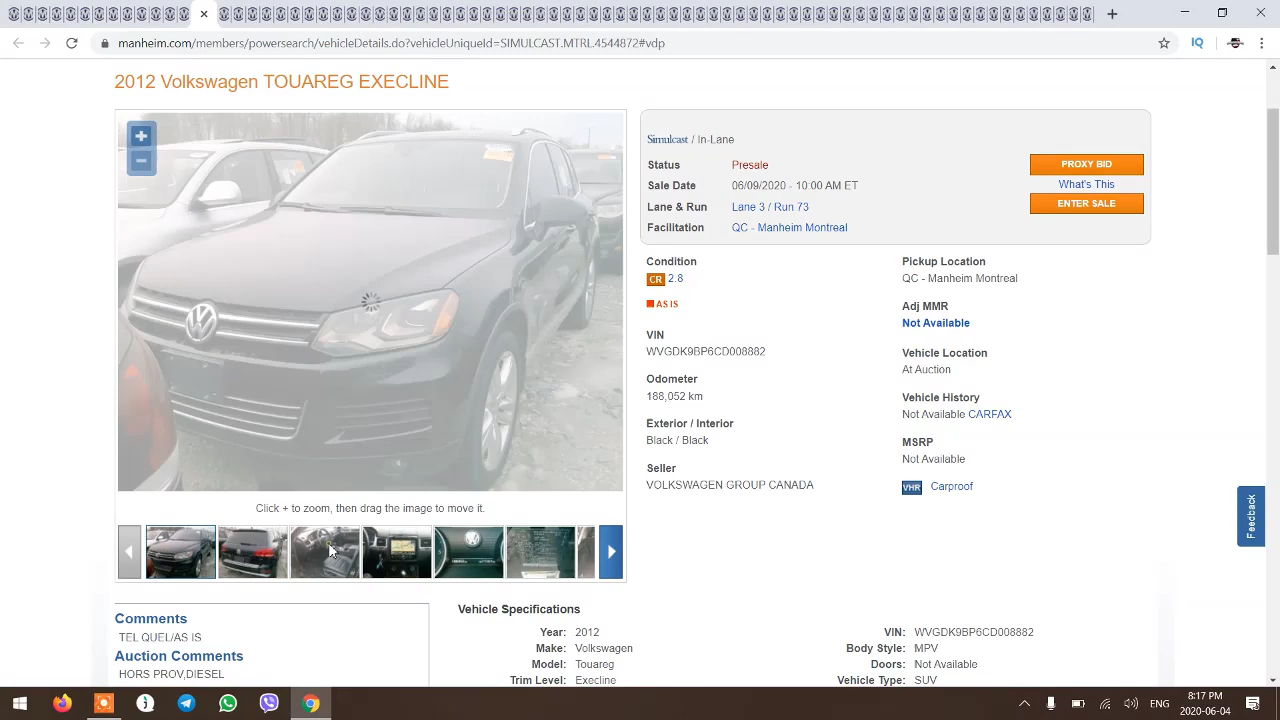 manheim.com/members/powersearch/vehicleDetails.do?vehicleUniqueId=SIMULCAST.MTRL.4544872#vdp
2012 Volkswagen TOUAREG EXECLINE
Simulcast / In-Lane
Status Presale
PROXY BID
Sale Date 06/09/2020 - 10:00 AM ET
What's This
Lane & Run Lane 3 / Run 73
ENTER SALE
Facilitation QC - Manheim Montreal
Condition
CR 2.8
AS IS
VIN
WVGDK9BP6CD008882
Odometer
188,052 km
Exterior / Interior
Black / Black
Seller
VOLKSWAGEN GROUP CANADA
Pickup Location
QC - Manheim Montreal
Adj MMR
Not Available
Vehicle Location
At Auction
Vehicle History
Not Available CARFAX
MSRP
Not Available
VHR Carproof
Feedback
Click + to zoom, then drag the image to move it.
Comments
TEL QUEL/AS IS
Auction Comments
HORS PROV,DIESEL
Vehicle Specifications
Year: 2012
Make: Volkswagen
Model: Touareg
Trim Level: Execline
VIN: WVGDK9BP6CD008882
Body Style: MPV
Doors: Not Available
Vehicle Type: SUV
ENG
8:17 PM
2020-06-04